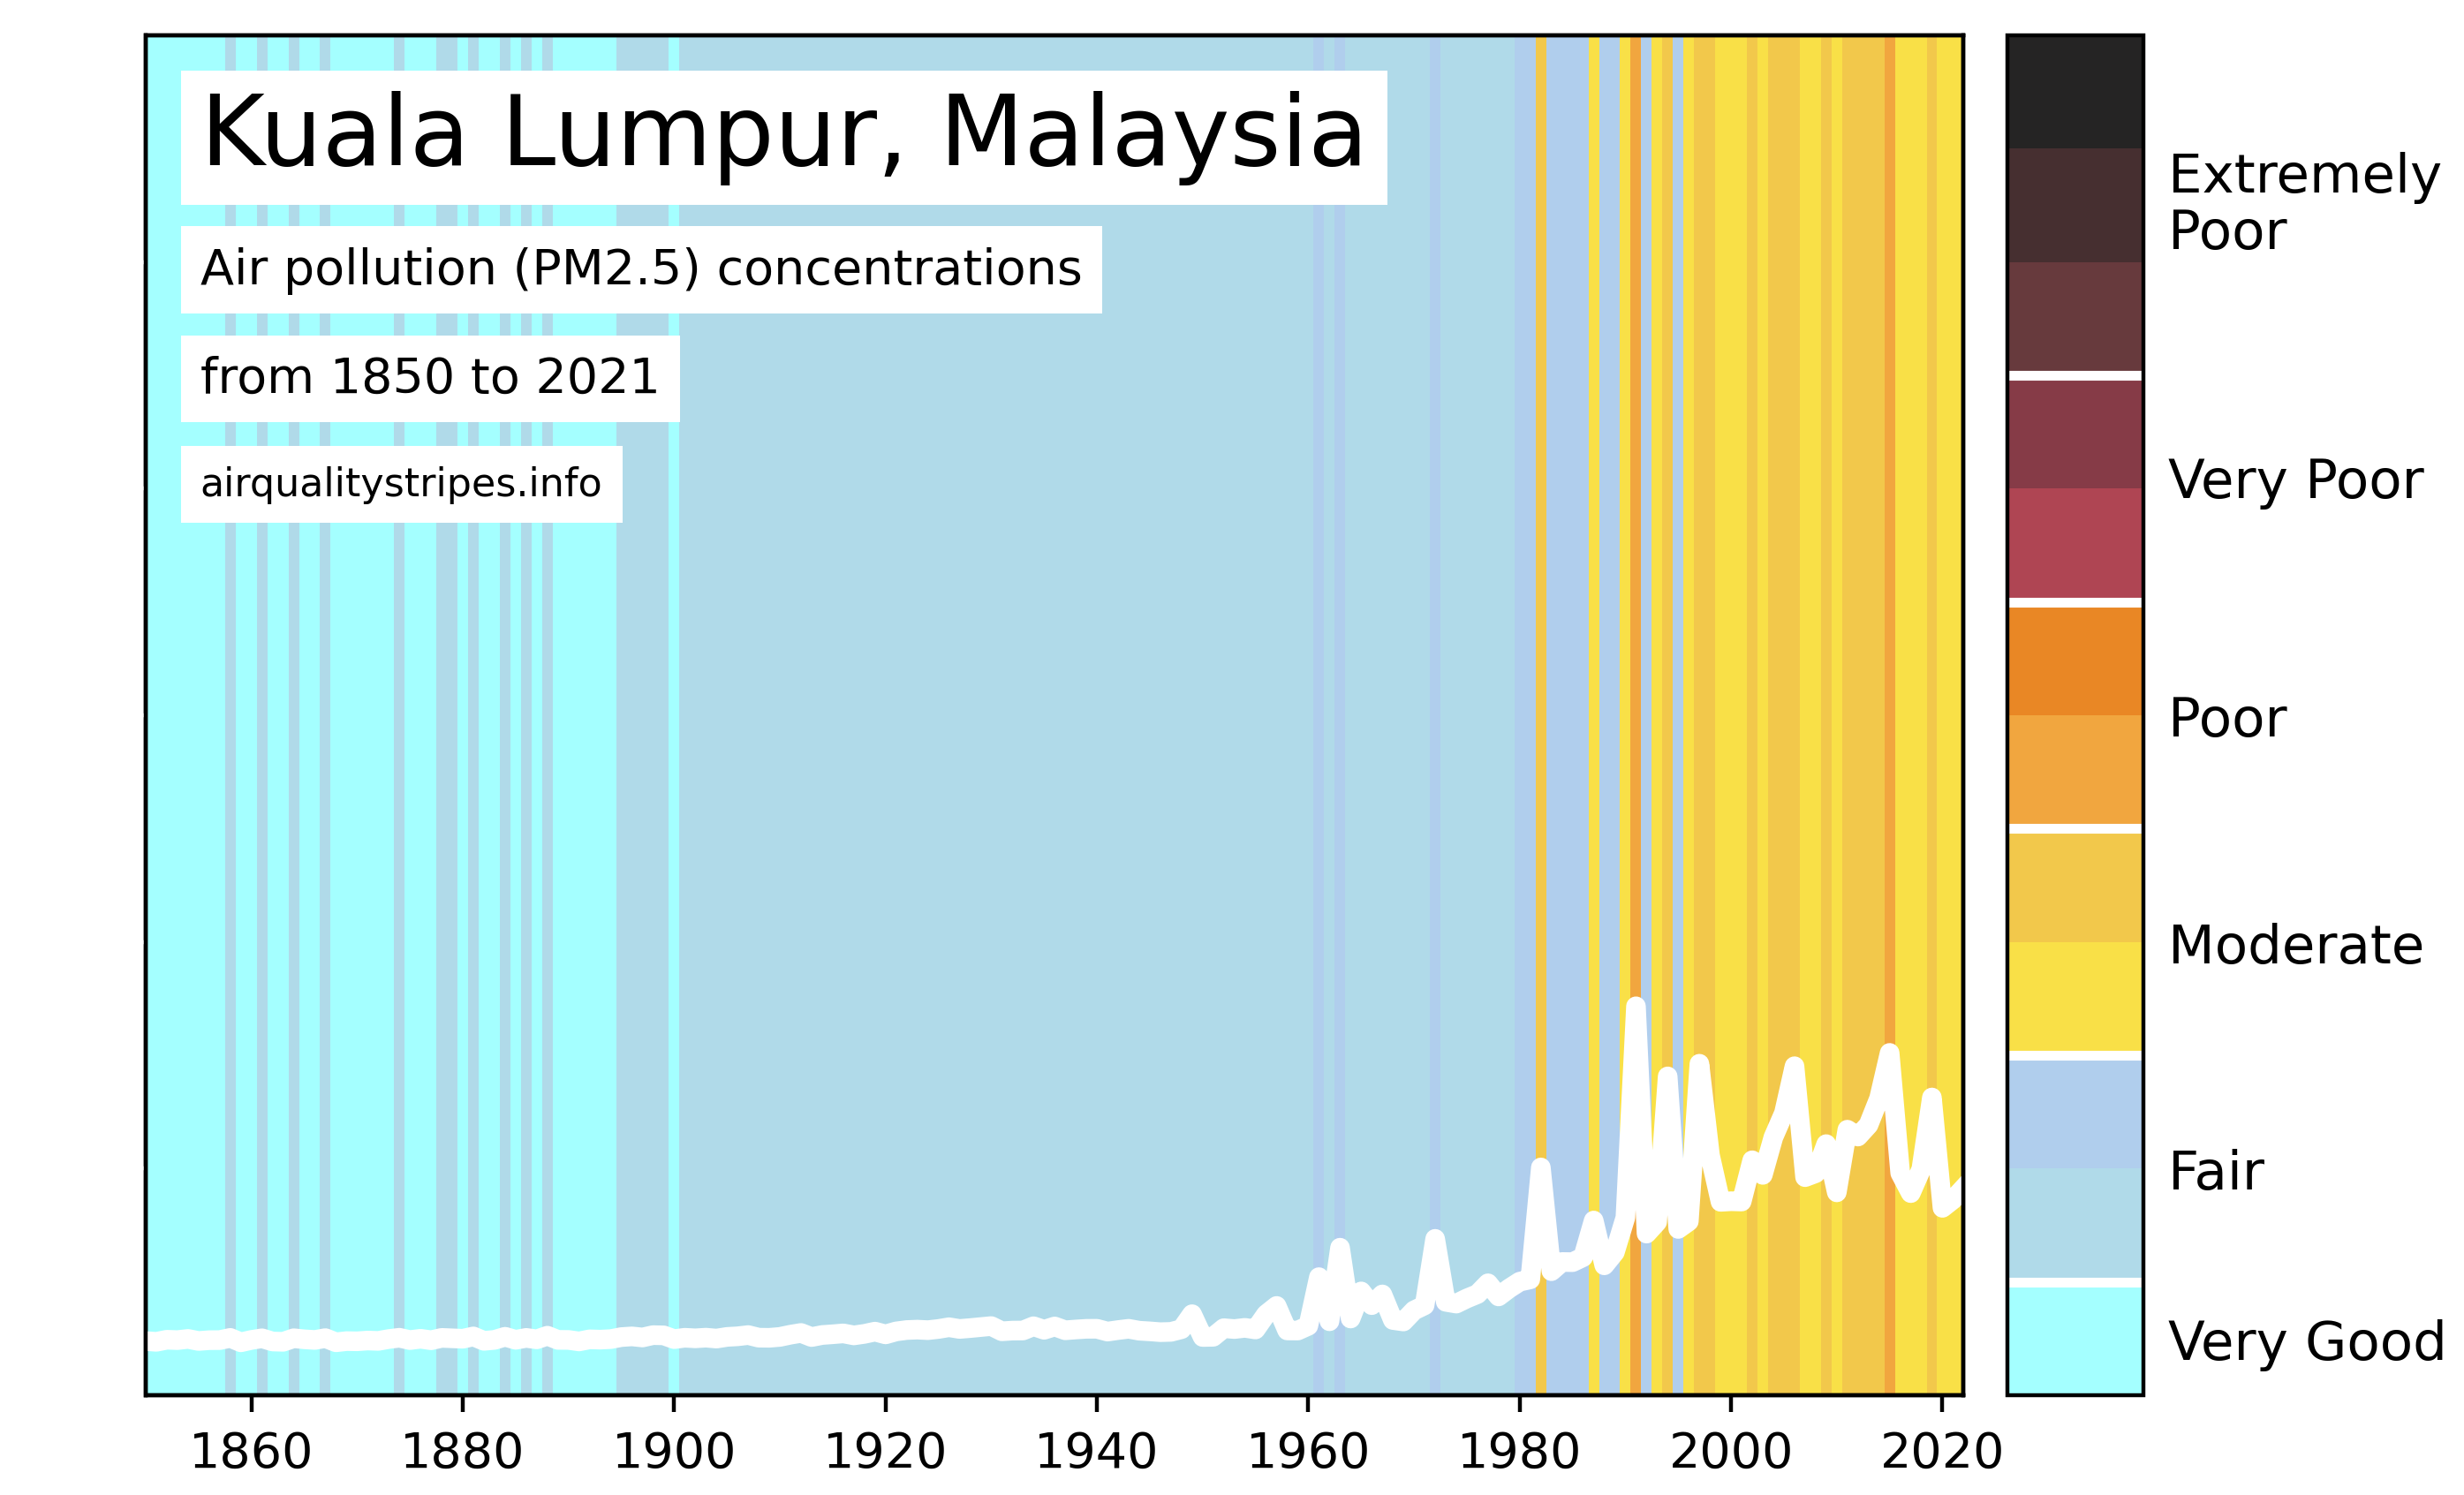 Kuala Lumpur, Malaysia
Air pollution (PM2.5) concentrations
from 1850 to 2021
airqualitystripes.info
Extremely
Poor
Very Poor
Poor
Moderate
Fair
Very Good
1860 1880 1900 1920 1940 1960 1980 2000 2020